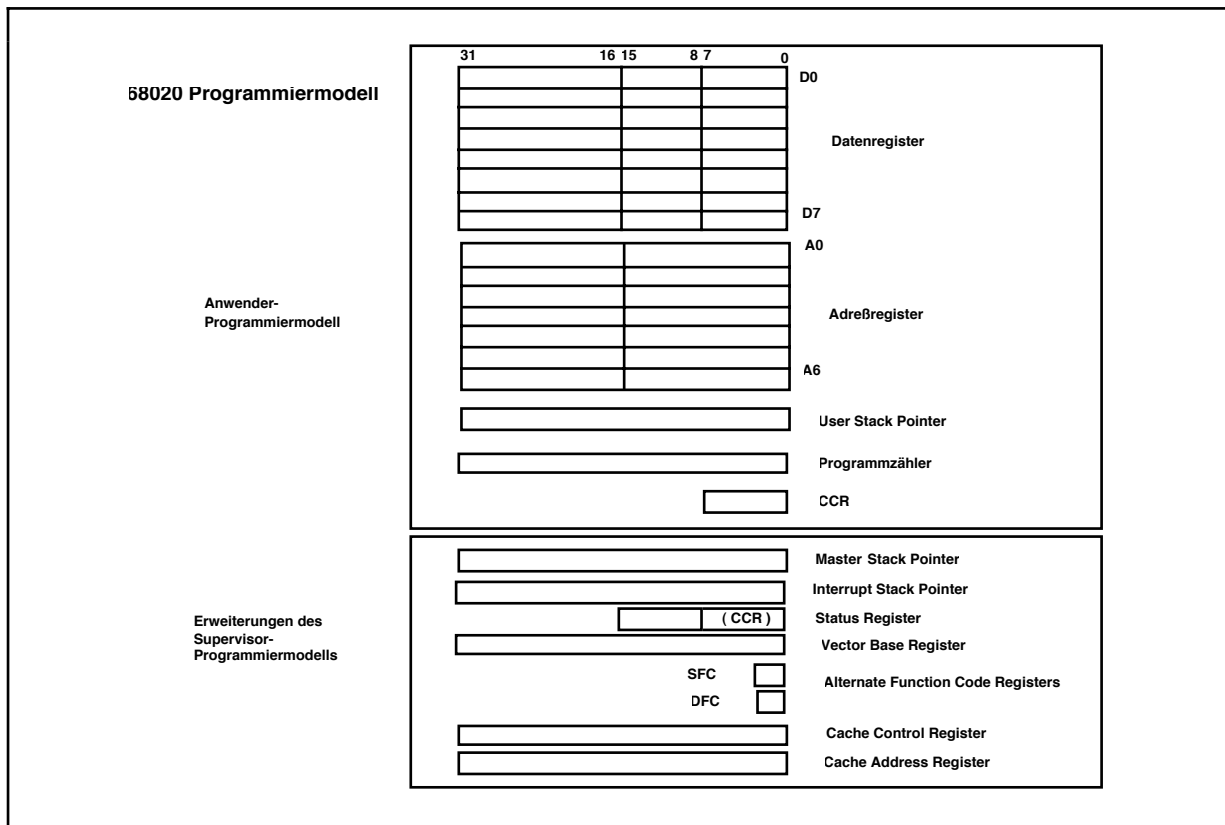 31 16 15 8 7 0
68020 Programmiermodell
D0
Datenregister
D7
A0
Anwender-
Programmiermodell
Adreßregister
A6
User Stack Pointer
Programmzähler
CCR
Master Stack Pointer
Interrupt Stack Pointer
Erweiterungen des
Supervisor-
Programmiermodells
( CCR )
Status Register
Vector Base Register
SFC
DFC
Alternate Function Code Registers
Cache Control Register
Cache Address Register